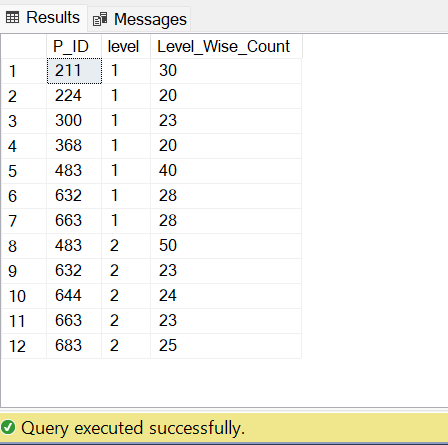 Results Messages
P_ID level Level_Wise_Count
1 211 1 30
2 224 1 20
3 300 1 23
4 368 1 20
5 483 1 40
6 632 1 28
7 663 1 28
8 483 2 50
9 632 2 23
10 644 2 24
11 663 2 23
12 683 2 25
Query executed successfully.